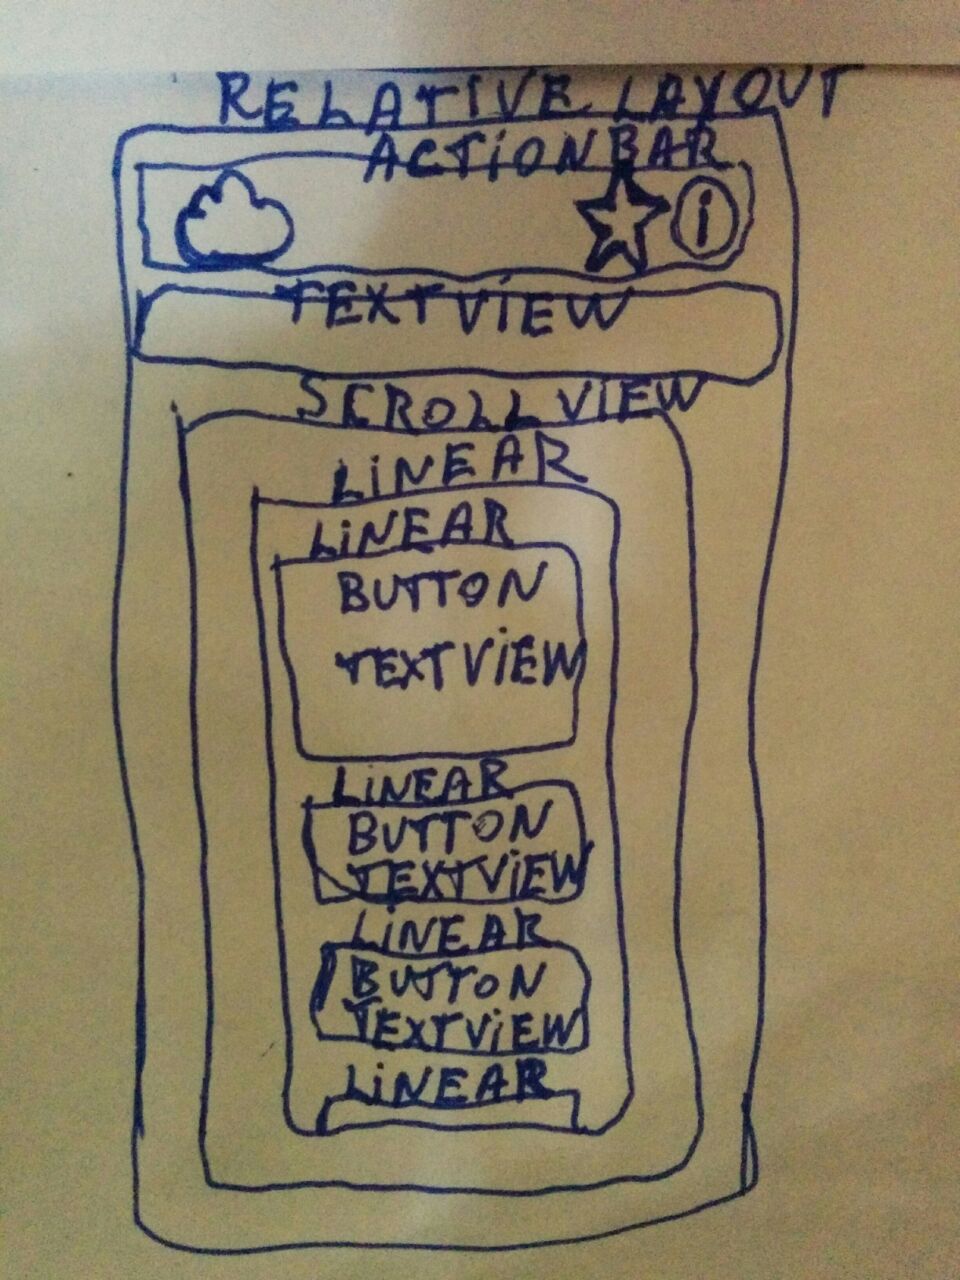 RELATIVE LAYOUT
ACTIONBAR
i
TEXTVIEW
SCROLLVIEW
LiNEAR
LiNEAR
BUTTON
TEXTViEW
LiNEAR
BUTTON
TEXTViEW
LiNEAR
BUTTON
TEXTViEW
LiNEAR